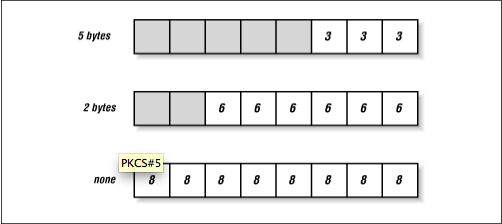 5 bytes 3 3 3
2 bytes 6 6 6 6 6 6
PKCS#5
none 8 8 8 8 8 8 8 8